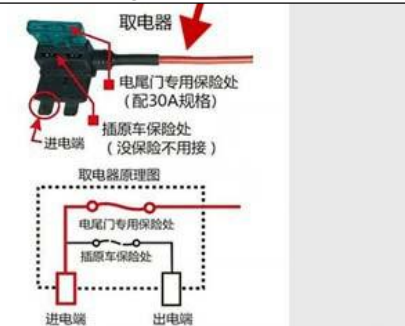 取电器
电尾门专用保险处
（配30A规格）
插原车保险处
（没保险不用接）
进电端
取电器原理图
电尾门专用保险处
插原车保险处
进电端
出电端